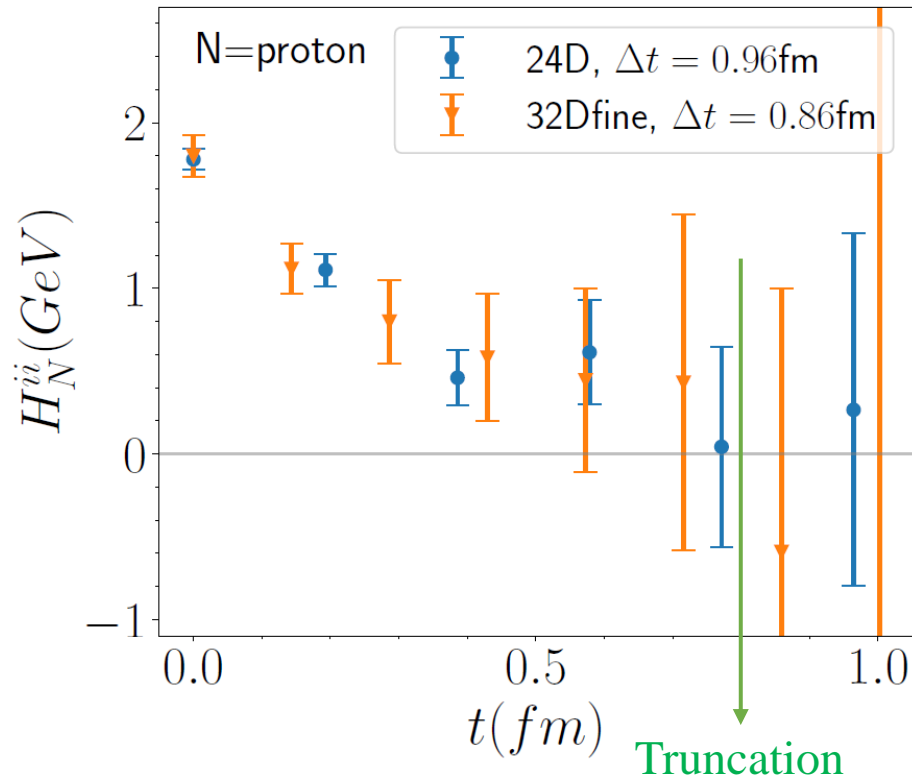 N=proton
24D, Δt = 0.96fm
32Dfine, Δt = 0.86fm
2
1
0
−1
H_N^{ii}(GeV)
0.0
0.5
1.0
t(fm)
Truncation